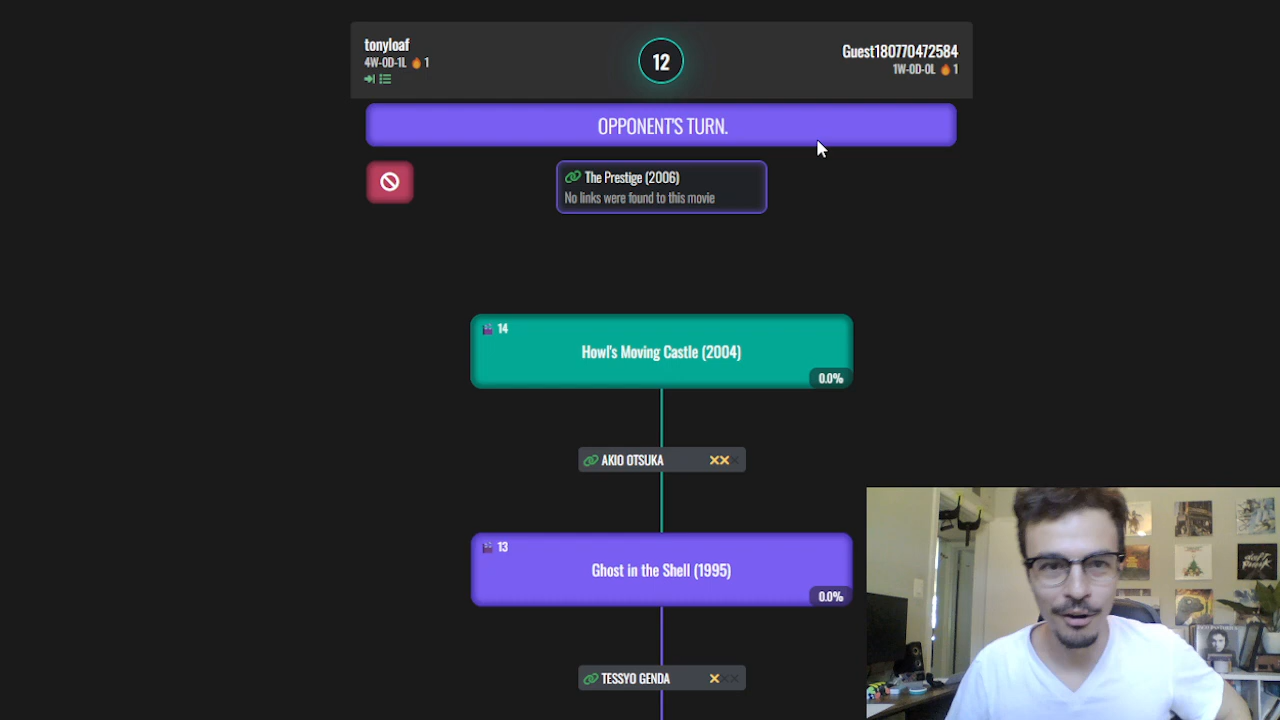 tonyloaf
4W-0D-1L 1
12
Guest180770472584
1W-0D-0L 1
OPPONENT'S TURN.
The Prestige (2006)
No links were found to this movie
14
Howl's Moving Castle (2004)
0.0%
AKIO OTSUKA
13
Ghost in the Shell (1995)
0.0%
TESSYO GENDA
daft punk